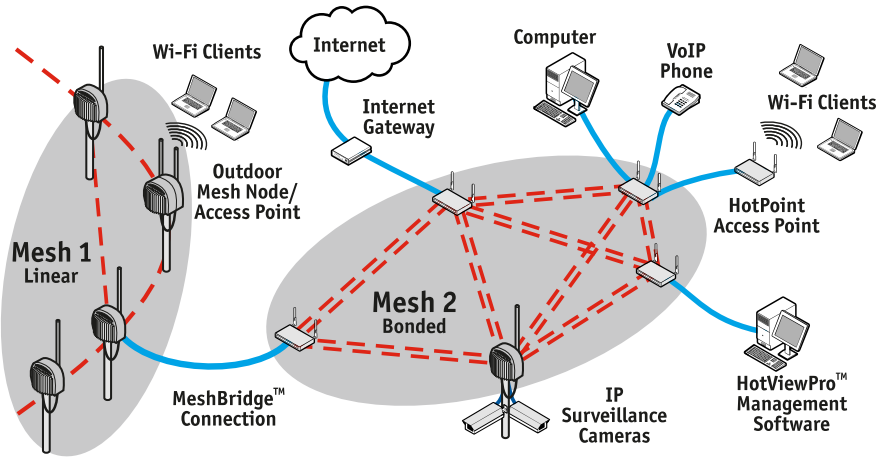 Wi-Fi Clients
Internet
Computer
VoIP
Phone
Wi-Fi Clients
Internet
Gateway
Outdoor
Mesh Node/
Access Point
HotPoint
Access Point
Mesh 1
Linear
Mesh 2
Bonded
MeshBridge™
Connection
IP
Surveillance
Cameras
HotViewPro™
Management
Software